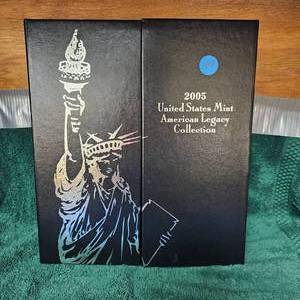 2005
United States Mint
American Legacy
Collection